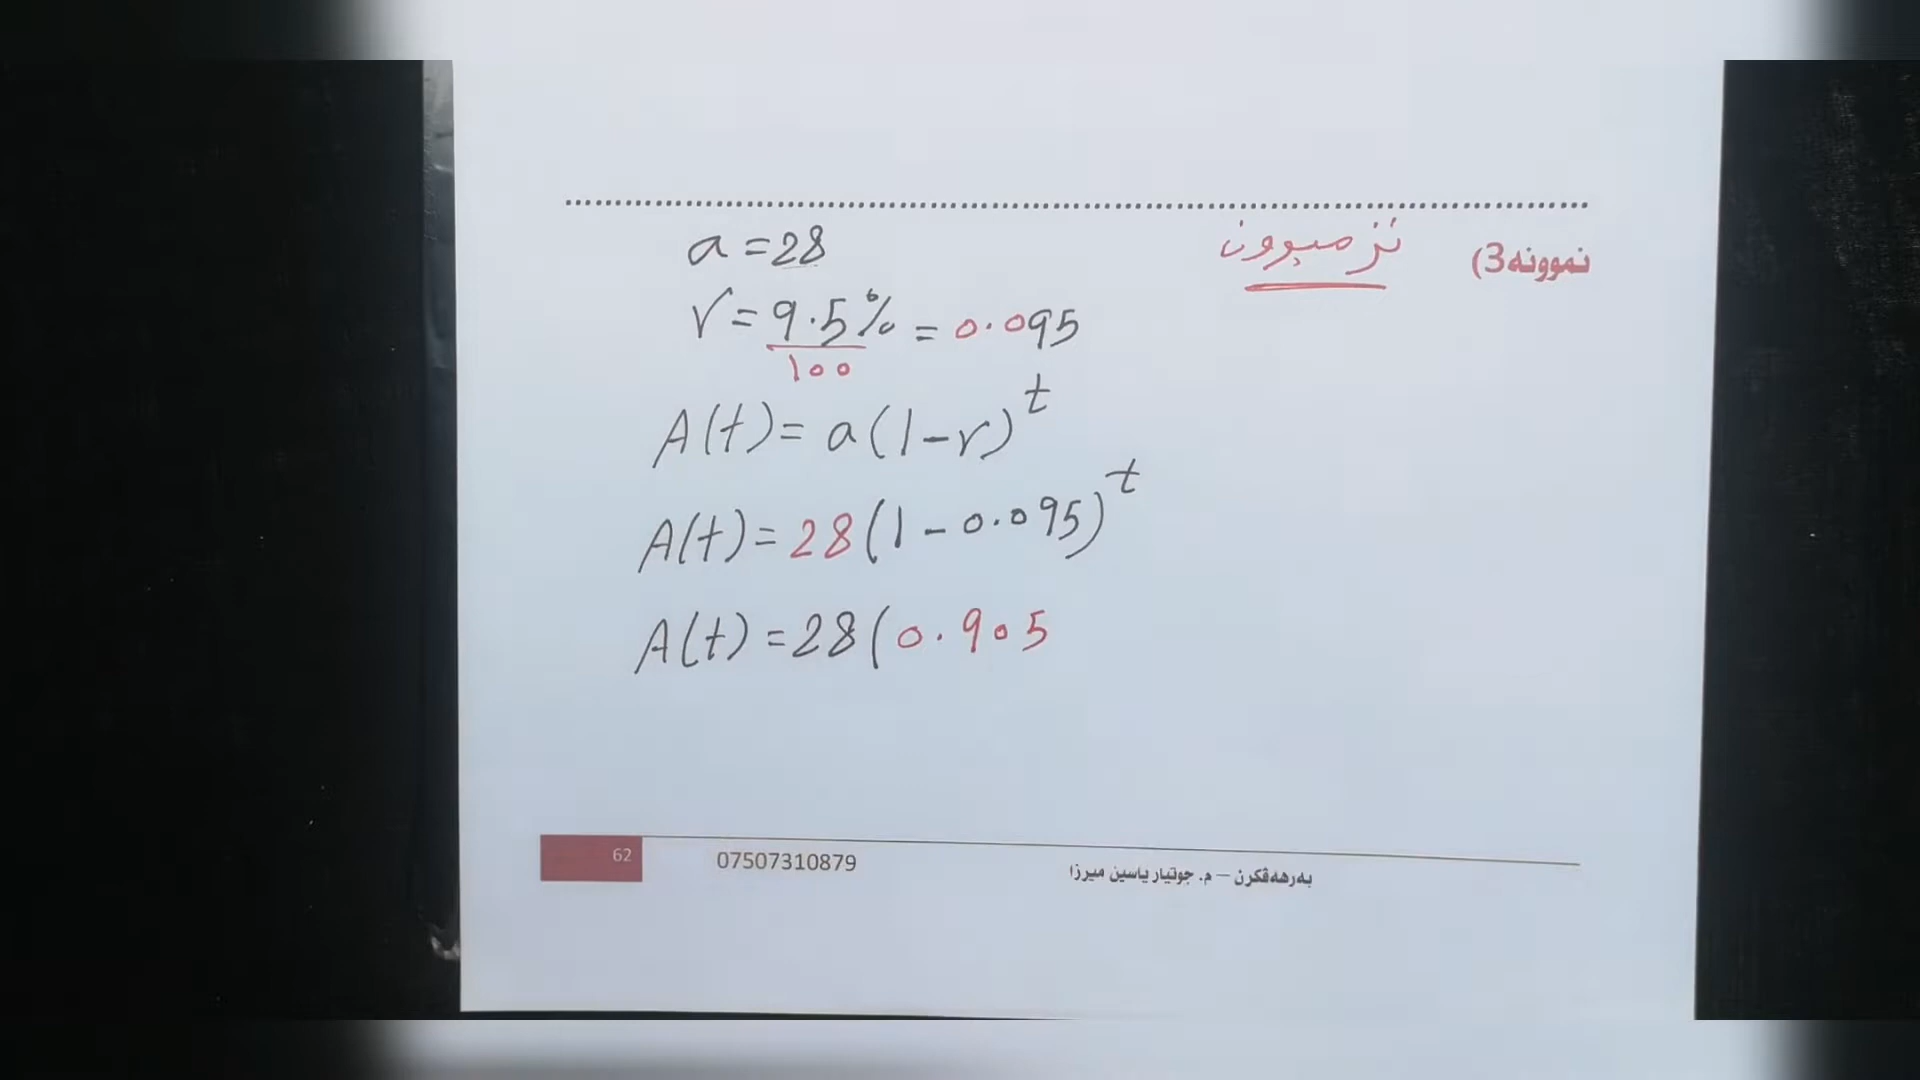 نموونە3) نزمبوون
a = 28
r = 9.5% / 100 = 0.095
A(t) = a(1-r)^t
A(t) = 28(1 - 0.095)^t
A(t) = 28(0.905
62 07507310879 بەرهەڤکرن – م. جوتیار یاسین میرزا